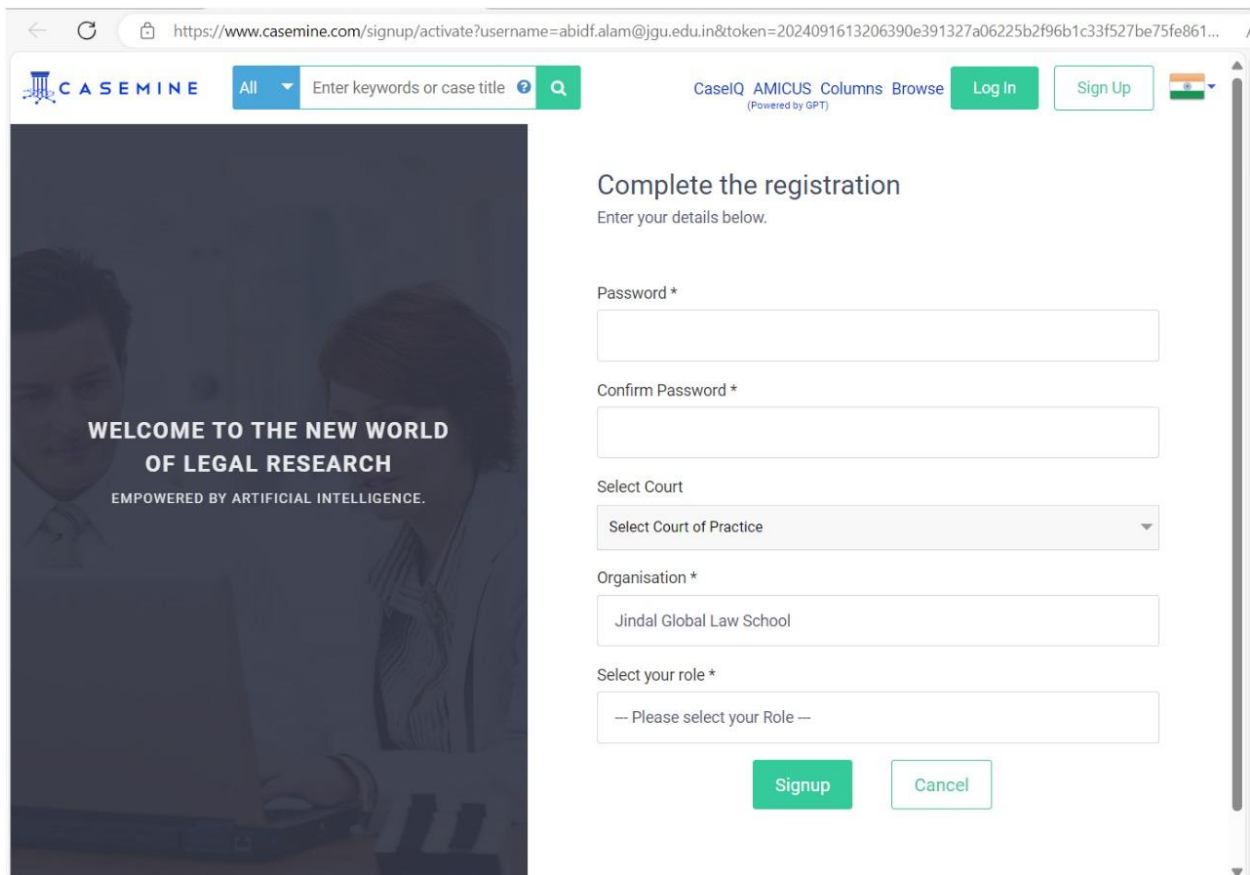 https://www.casemine.com/signup/activate?username=abidf.alam@jgu.edu.in&token=2024091613206390e391327a06225b2f96b1c33f527be75fe861...
CASEMINE
All
Enter keywords or case title
CaseIQ AMICUS Columns Browse
(Powered by GPT)
Log In
Sign Up
WELCOME TO THE NEW WORLD
OF LEGAL RESEARCH
EMPOWERED BY ARTIFICIAL INTELLIGENCE.
Complete the registration
Enter your details below.
Password *
Confirm Password *
Select Court
Select Court of Practice
Organisation *
Jindal Global Law School
Select your role *
--- Please select your Role ---
Signup
Cancel